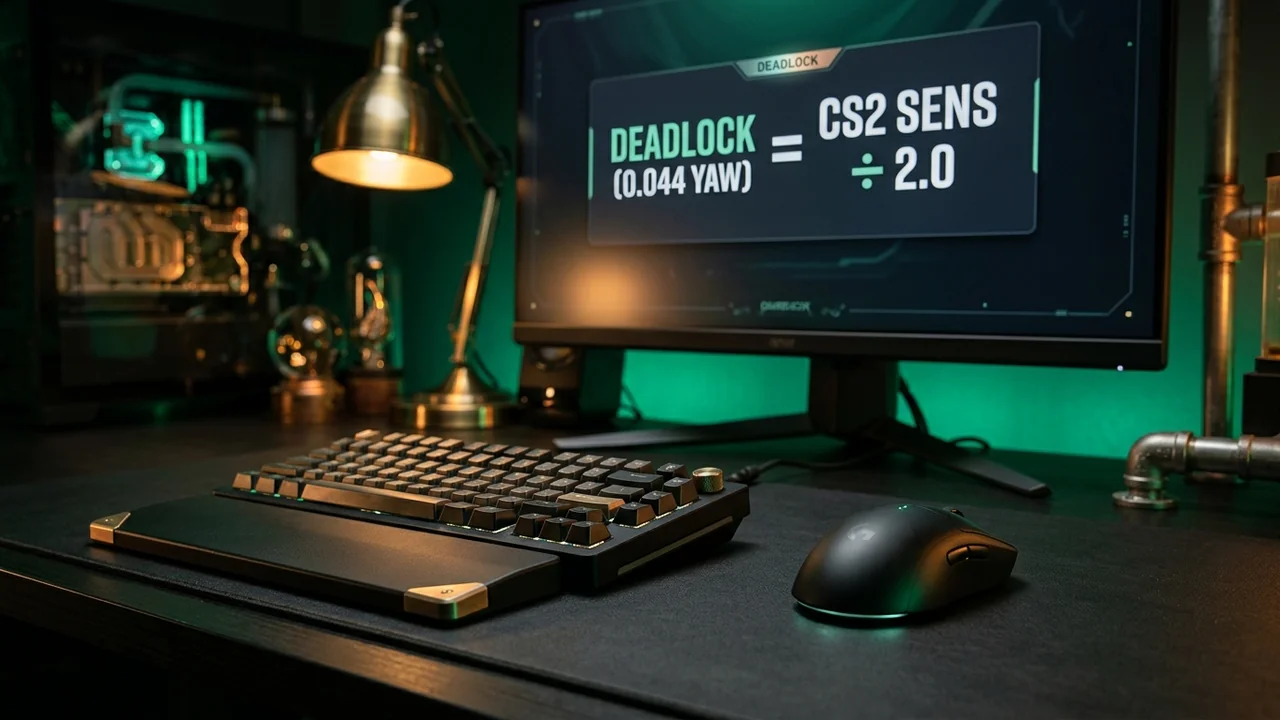 DEADLOCK
DEADLOCK
(0.044 YAW)
=
CS2 SENS
÷ 2.0